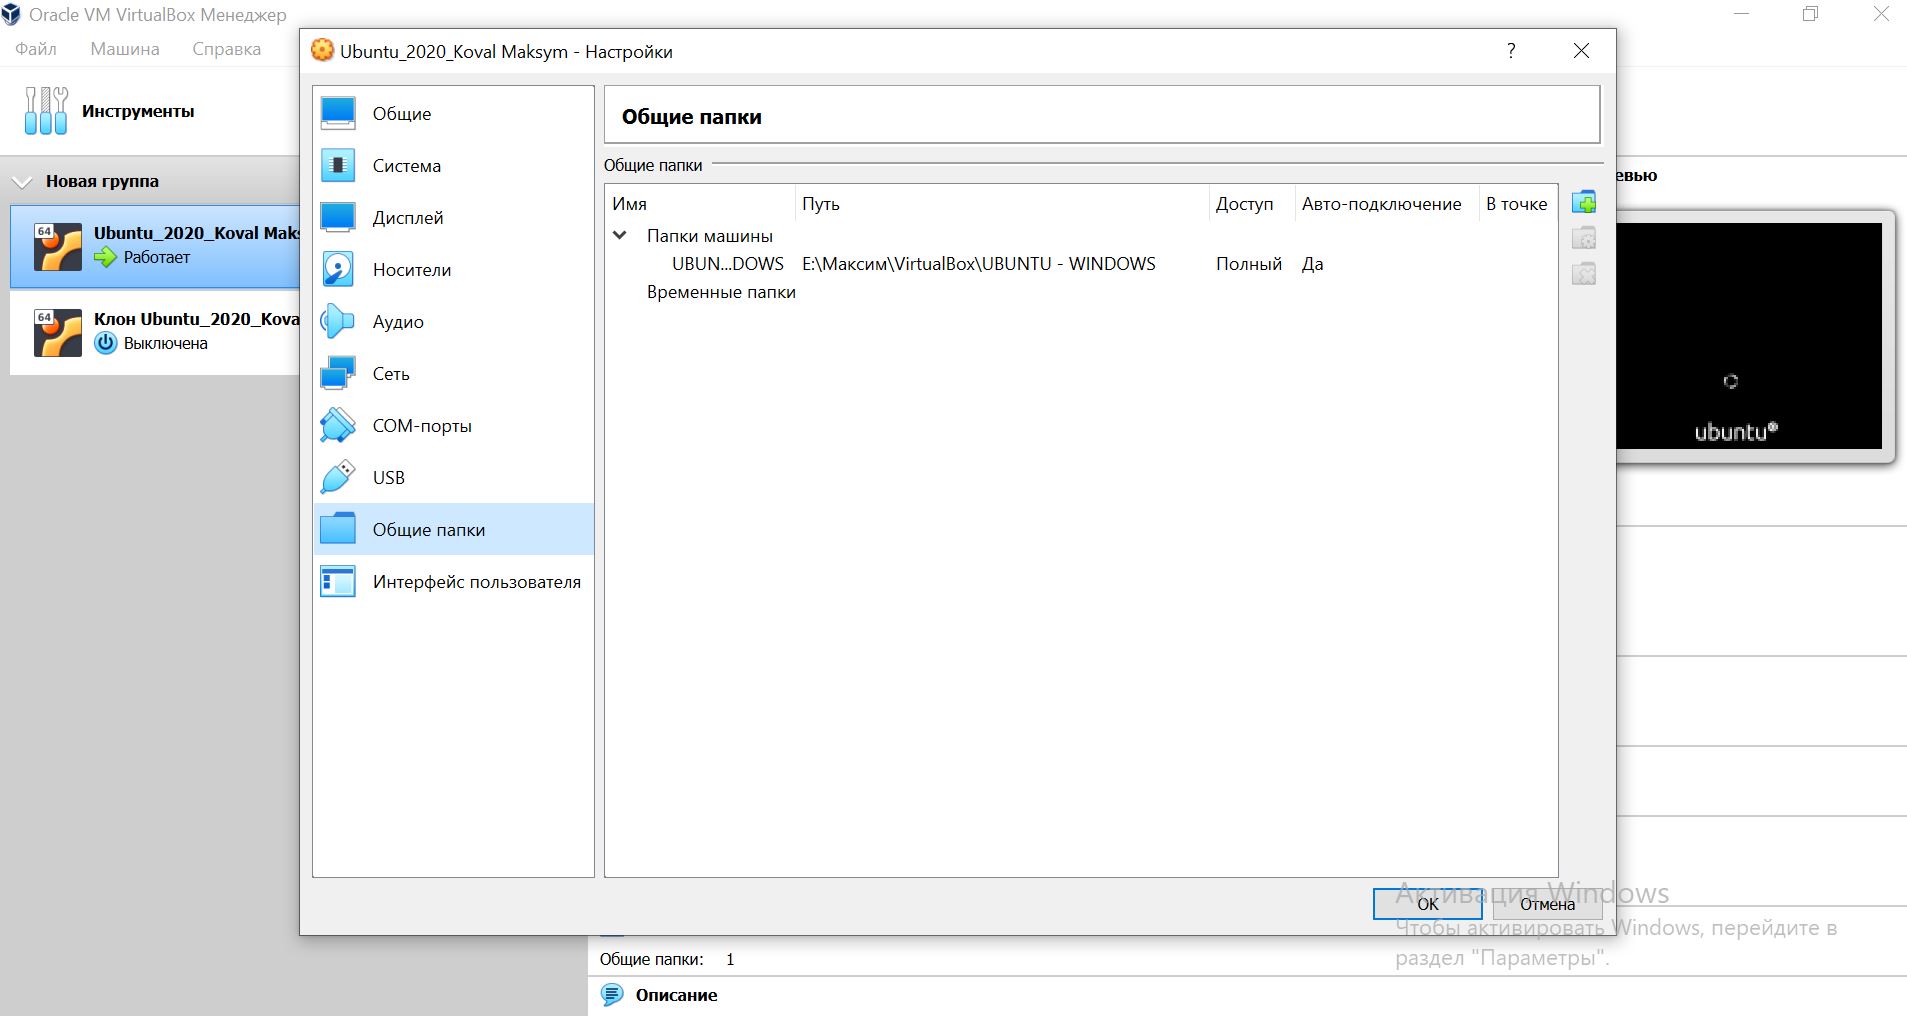 Oracle VM VirtualBox Менеджер
Файл Машина Справка
Инструменты
Новая группа
64
Ubuntu_2020_Koval Mak
Работает
64
Клон Ubuntu_2020_Kova
Выключена
Ubuntu_2020_Koval Maksym - Настройки
?
Общие
Система
Дисплей
Носители
Аудио
Сеть
COM-порты
USB
Общие папки
Интерфейс пользователя
Общие папки
Общие папки
Имя Путь Доступ Авто-подключение В точке
Папки машины
UBUN...DOWS E:\Максим\VirtualBox\UBUNTU - WINDOWS Полный Да
Временные папки
OK Отмена
евью
ubuntu®
Активация Windows
Чтобы активировать Windows, перейдите в
раздел "Параметры".
Общие папки: 1
Описание